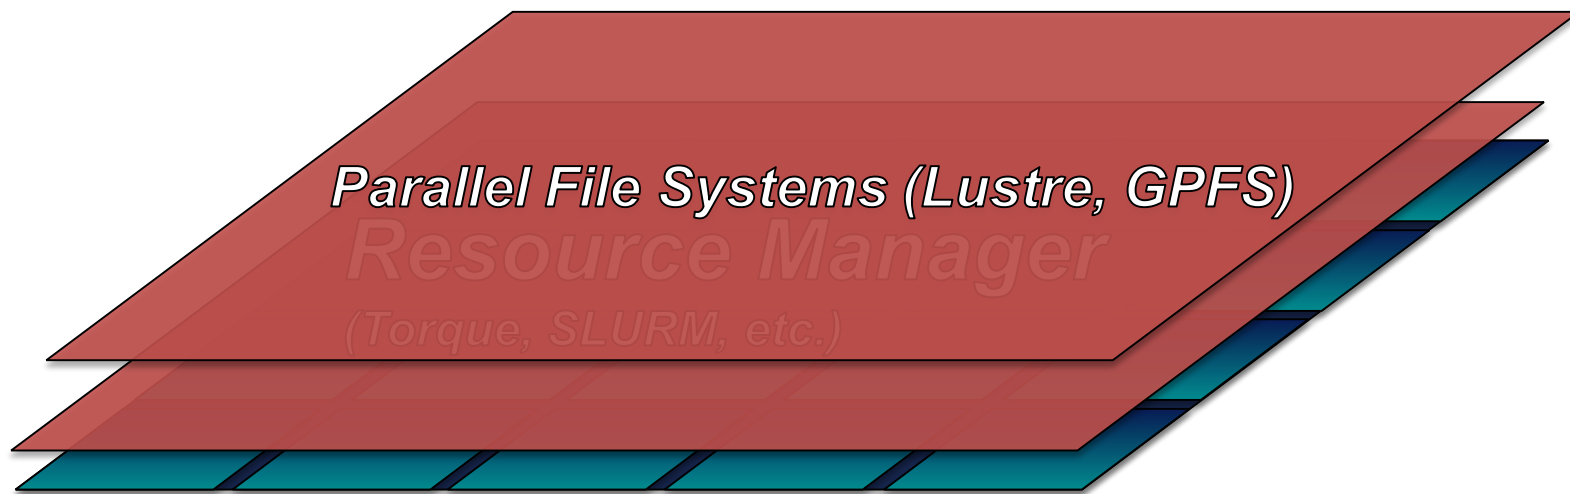 Parallel File Systems (Lustre, GPFS)
Resource Manager
(Torque, SLURM, etc.)